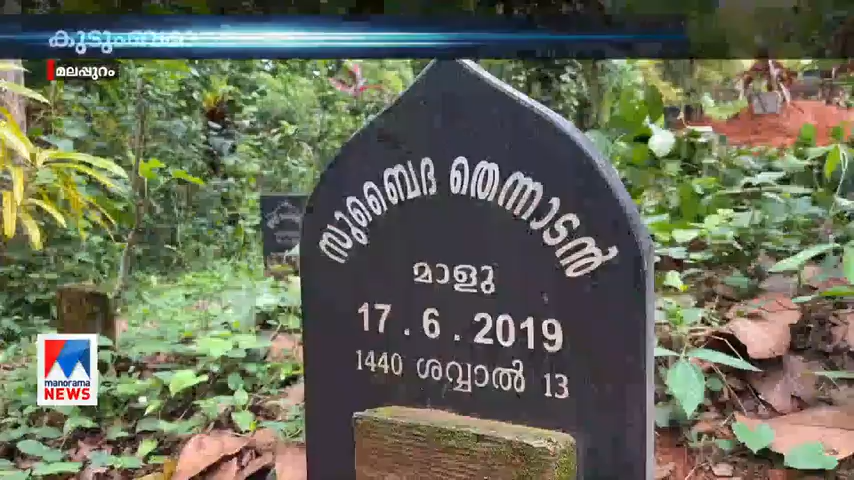 മലപ്പുറം
സുബൈദ തെന്നാടൻ
മാളു
17.6.2019
1440 ശവ്വാൽ 13
manorama
NEWS